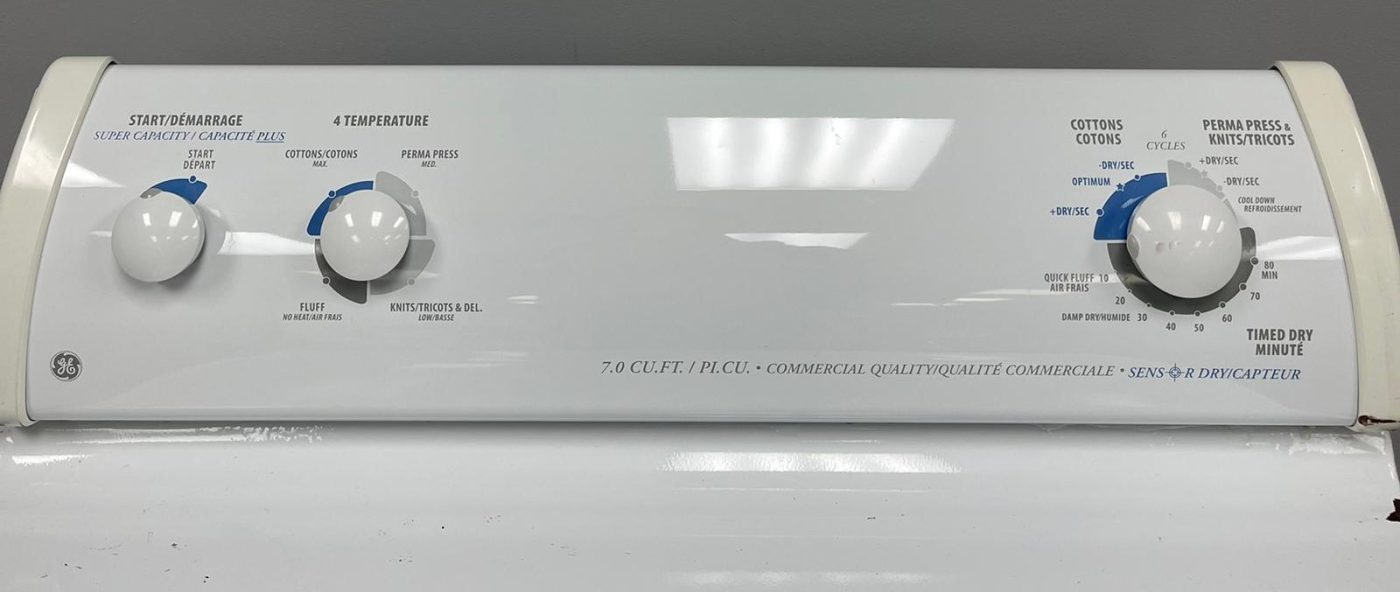 START/DÉMARRAGE
SUPER CAPACITY / CAPACITÉ PLUS
START
DÉPART
4 TEMPERATURE
COTTONS/COTONS
MAX.
PERMA PRESS
MED.
FLUFF
NO HEAT/AIR FRAIS
KNITS/TRICOTS & DEL.
LOW/BASSE
GE
COTTONS
COTONS
6
CYCLES
PERMA PRESS &
KNITS/TRICOTS
-DRY/SEC
OPTIMUM
+DRY/SEC
+DRY/SEC
-DRY/SEC
COOL DOWN
REFROIDISSEMENT
QUICK FLUFF 10
AIR FRAIS
20
DAMP DRY/HUMIDE 30
40
50
60
70
80
MIN
TIMED DRY
MINUTÉ
7.0 CU.FT. / PI.CU. • COMMERCIAL QUALITY/QUALITÉ COMMERCIALE • SENSOR DRY/CAPTEUR